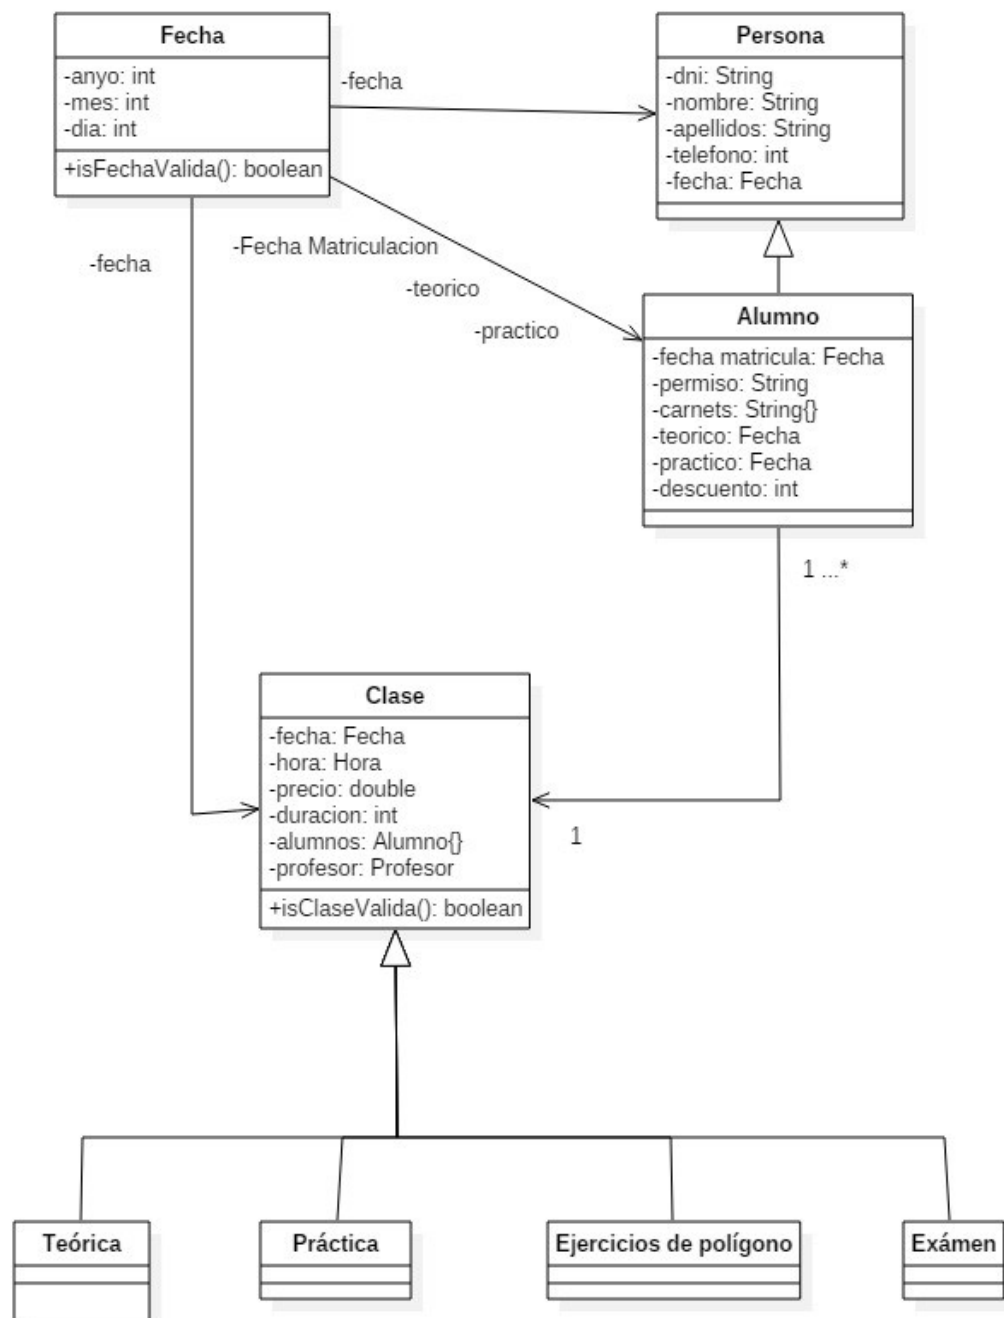 Fecha
-anyo: int
-mes: int
-dia: int
+isFechaValida(): boolean
-fecha
Persona
-dni: String
-nombre: String
-apellidos: String
-telefono: int
-fecha: Fecha
-fecha
-Fecha Matriculacion
-teorico
-practico
Alumno
-fecha matricula: Fecha
-permiso: String
-carnets: String{}
-teorico: Fecha
-practico: Fecha
-descuento: int
1 ...*
Clase
-fecha: Fecha
-hora: Hora
-precio: double
-duracion: int
-alumnos: Alumno{}
-profesor: Profesor
+isClaseValida(): boolean
1
Teórica
Práctica
Ejercicios de polígono
Exámen